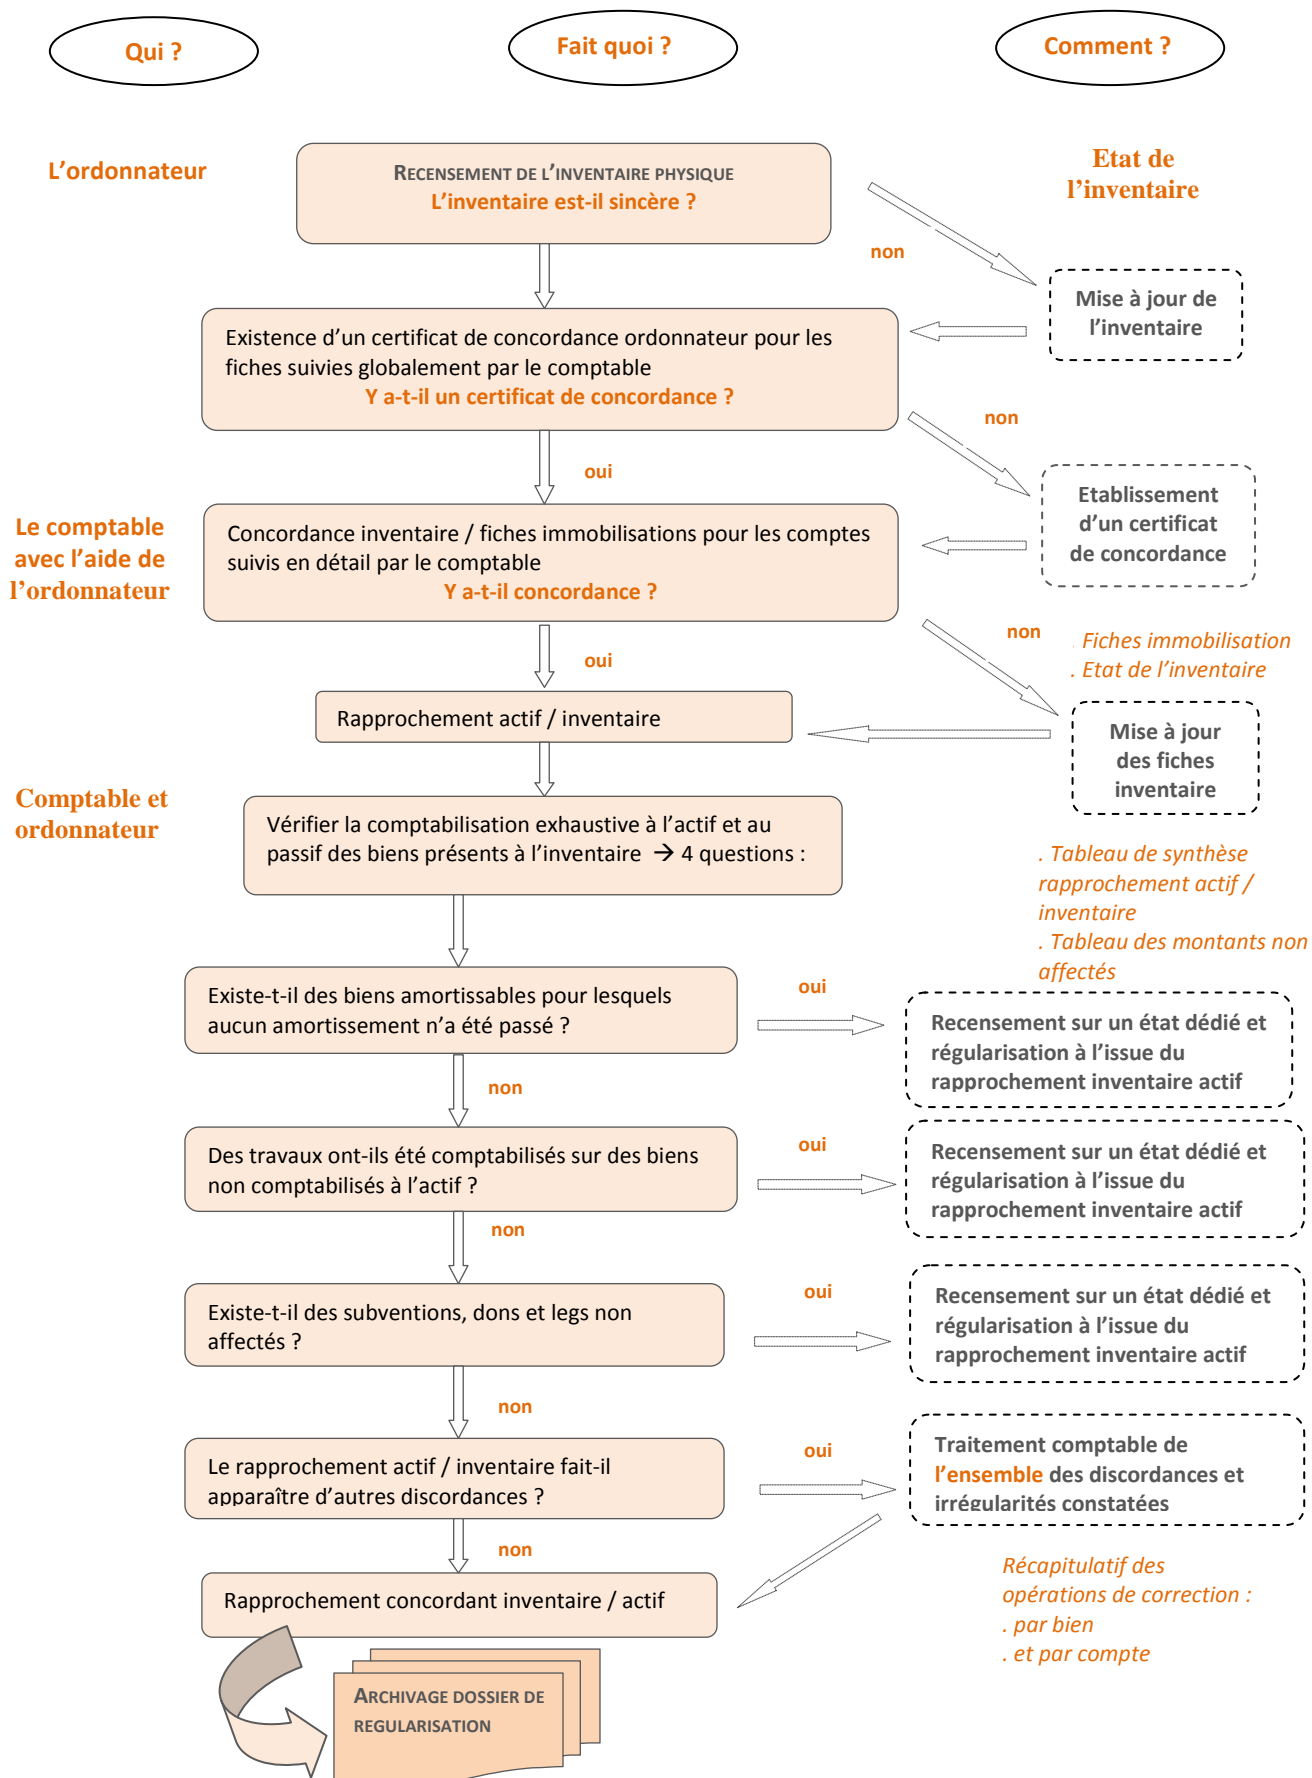 Qui ?
Fait quoi ?
Comment ?
L’ordonnateur
RECENSEMENT DE L’INVENTAIRE PHYSIQUE
L’inventaire est-il sincère ?
Etat de
l’inventaire
non
Mise à jour de
l’inventaire
Existence d’un certificat de concordance ordonnateur pour les
fiches suivies globalement par le comptable
Y a-t-il un certificat de concordance ?
non
oui
Etablissement
d’un certificat
de concordance
Le comptable
avec l’aide de
l’ordonnateur
Concordance inventaire / fiches immobilisations pour les comptes
suivis en détail par le comptable
Y a-t-il concordance ?
non
. Fiches immobilisation
. Etat de l’inventaire
oui
Rapprochement actif / inventaire
Mise à jour
des fiches
inventaire
Comptable et
ordonnateur
Vérifier la comptabilisation exhaustive à l’actif et au
passif des biens présents à l’inventaire → 4 questions :
. Tableau de synthèse
rapprochement actif /
inventaire
. Tableau des montants non
affectés
Existe-t-il des biens amortissables pour lesquels
aucun amortissement n’a été passé ?
oui
Recensement sur un état dédié et
régularisation à l’issue du
rapprochement inventaire actif
non
Des travaux ont-ils été comptabilisés sur des biens
non comptabilisés à l’actif ?
oui
Recensement sur un état dédié et
régularisation à l’issue du
rapprochement inventaire actif
non
Existe-t-il des subventions, dons et legs non
affectés ?
oui
Recensement sur un état dédié et
régularisation à l’issue du
rapprochement inventaire actif
non
Le rapprochement actif / inventaire fait-il
apparaître d’autres discordances ?
oui
Traitement comptable de
l’ensemble des discordances et
irrégularités constatées
non
Rapprochement concordant inventaire / actif
Récapitulatif des
opérations de correction :
. par bien
. et par compte
ARCHIVAGE DOSSIER DE
REGULARISATION